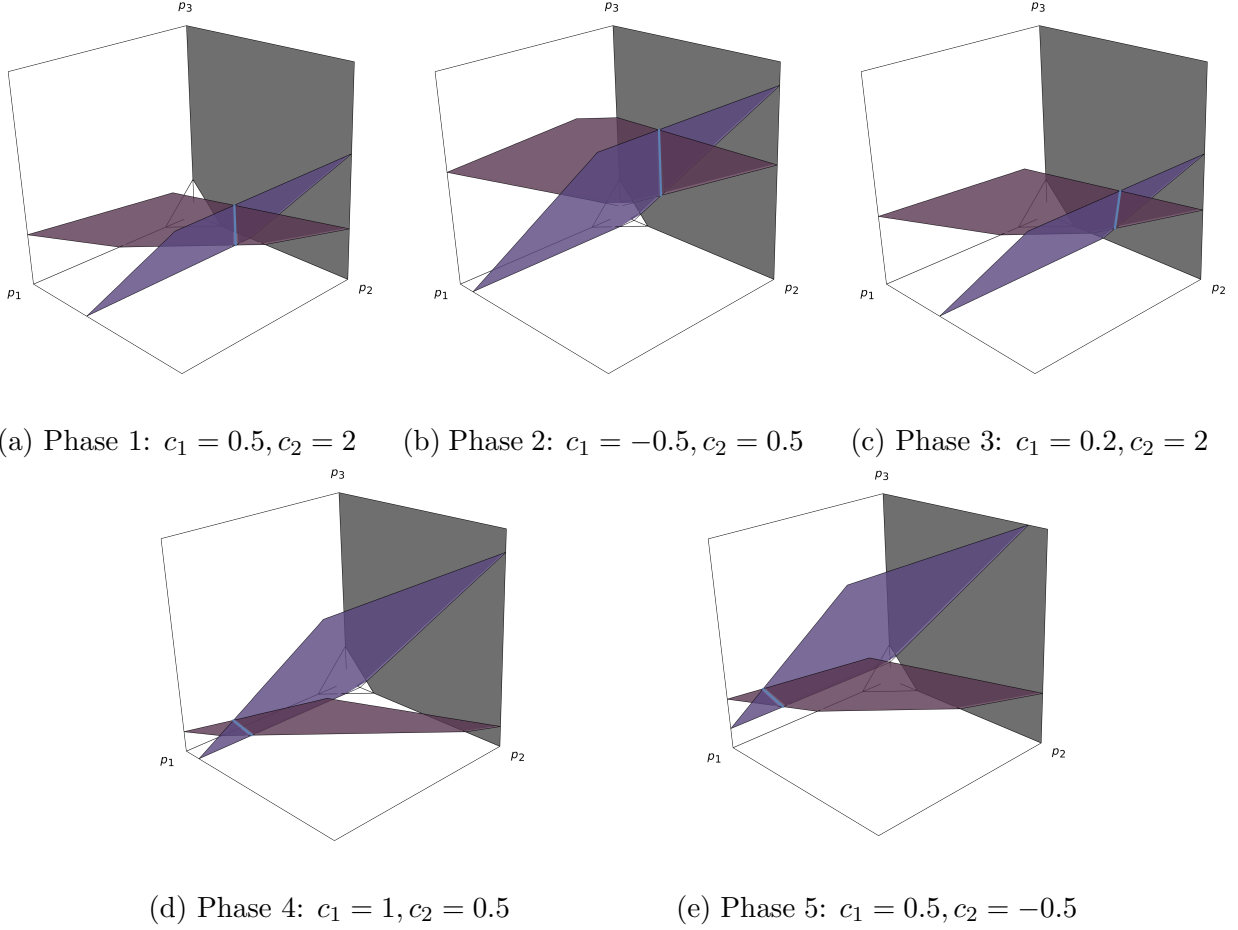 p₃ p₃ p₃
p₁ p₂ p₁ p₂ p₁ p₂
(a) Phase 1: c₁ = 0.5, c₂ = 2 (b) Phase 2: c₁ = −0.5, c₂ = 0.5 (c) Phase 3: c₁ = 0.2, c₂ = 2
p₃ p₃
p₁ p₂ p₁ p₂
(d) Phase 4: c₁ = 1, c₂ = 0.5 (e) Phase 5: c₁ = 0.5, c₂ = −0.5